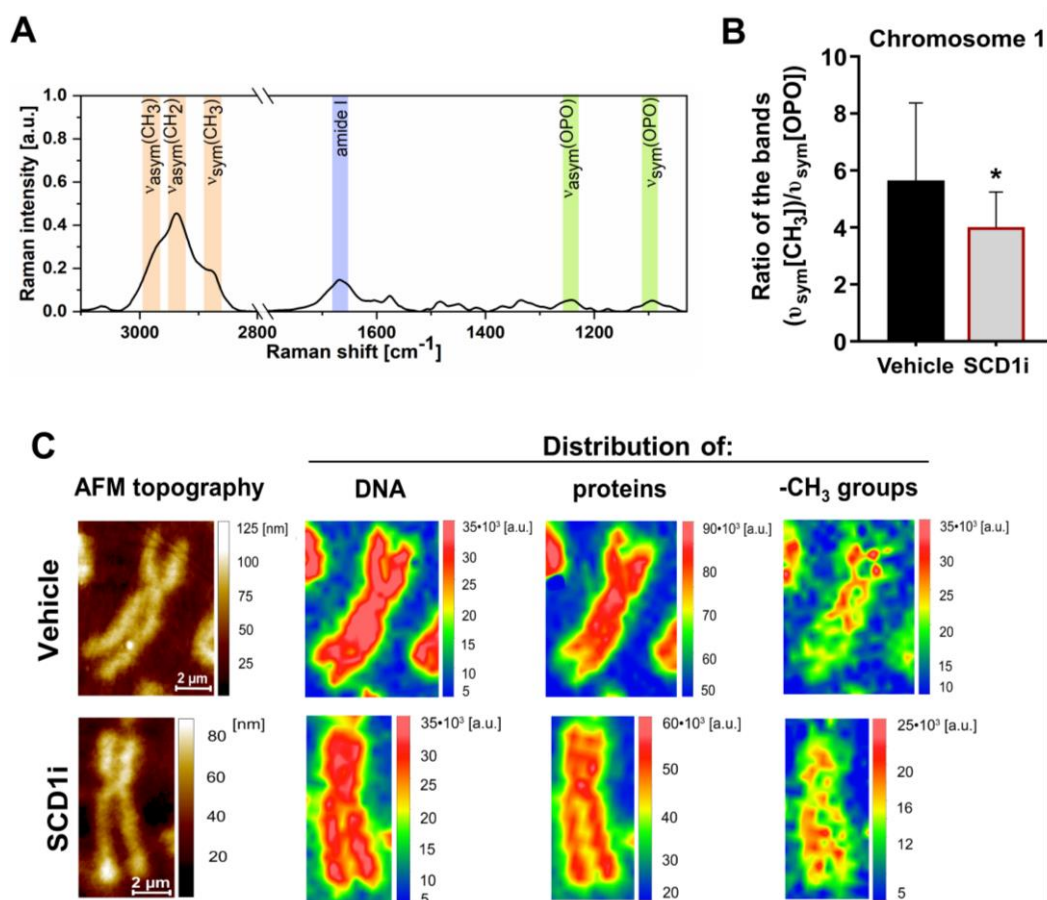 A
Raman intensity [a.u.]
1.0
0.8
0.6
0.4
0.2
0.0
νasym(CH3)
νasym(CH2)
νsym(CH3)
amide I
νasym(OPO)
νsym(OPO)
3000
2800
1600
1400
1200
Raman shift [cm-1]
B
Chromosome 1
Ratio of the bands
(υsym[CH3])/υsym[OPO])
10
8
6
4
2
0
*
Vehicle
SCD1i
C
Distribution of:
AFM topography
DNA
proteins
-CH3 groups
Vehicle
125 [nm]
100
75
50
25
2 µm
35•10³ [a.u.]
30
25
20
15
10
5
90•10³ [a.u.]
80
70
60
50
35•10³ [a.u.]
30
25
20
15
10
SCD1i
[nm]
80
60
40
20
2 µm
35•10³ [a.u.]
30
25
20
15
10
5
60•10³ [a.u.]
50
40
30
20
25•10³ [a.u.]
20
16
12
5